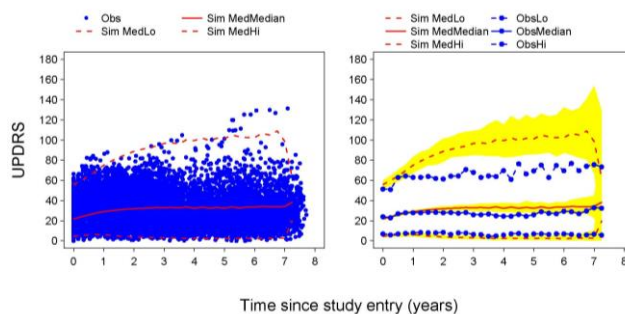 Obs Sim MedMedian
Sim MedLo Sim MedHi
Sim MedLo ObsLo
Sim MedMedian ObsMedian
Sim MedHi ObsHi
UPDRS
180 180
160 160
140 140
120 120
100 100
80 80
60 60
40 40
20 20
0 0
0 1 2 3 4 5 6 7 8 0 1 2 3 4 5 6 7 8
Time since study entry (years)